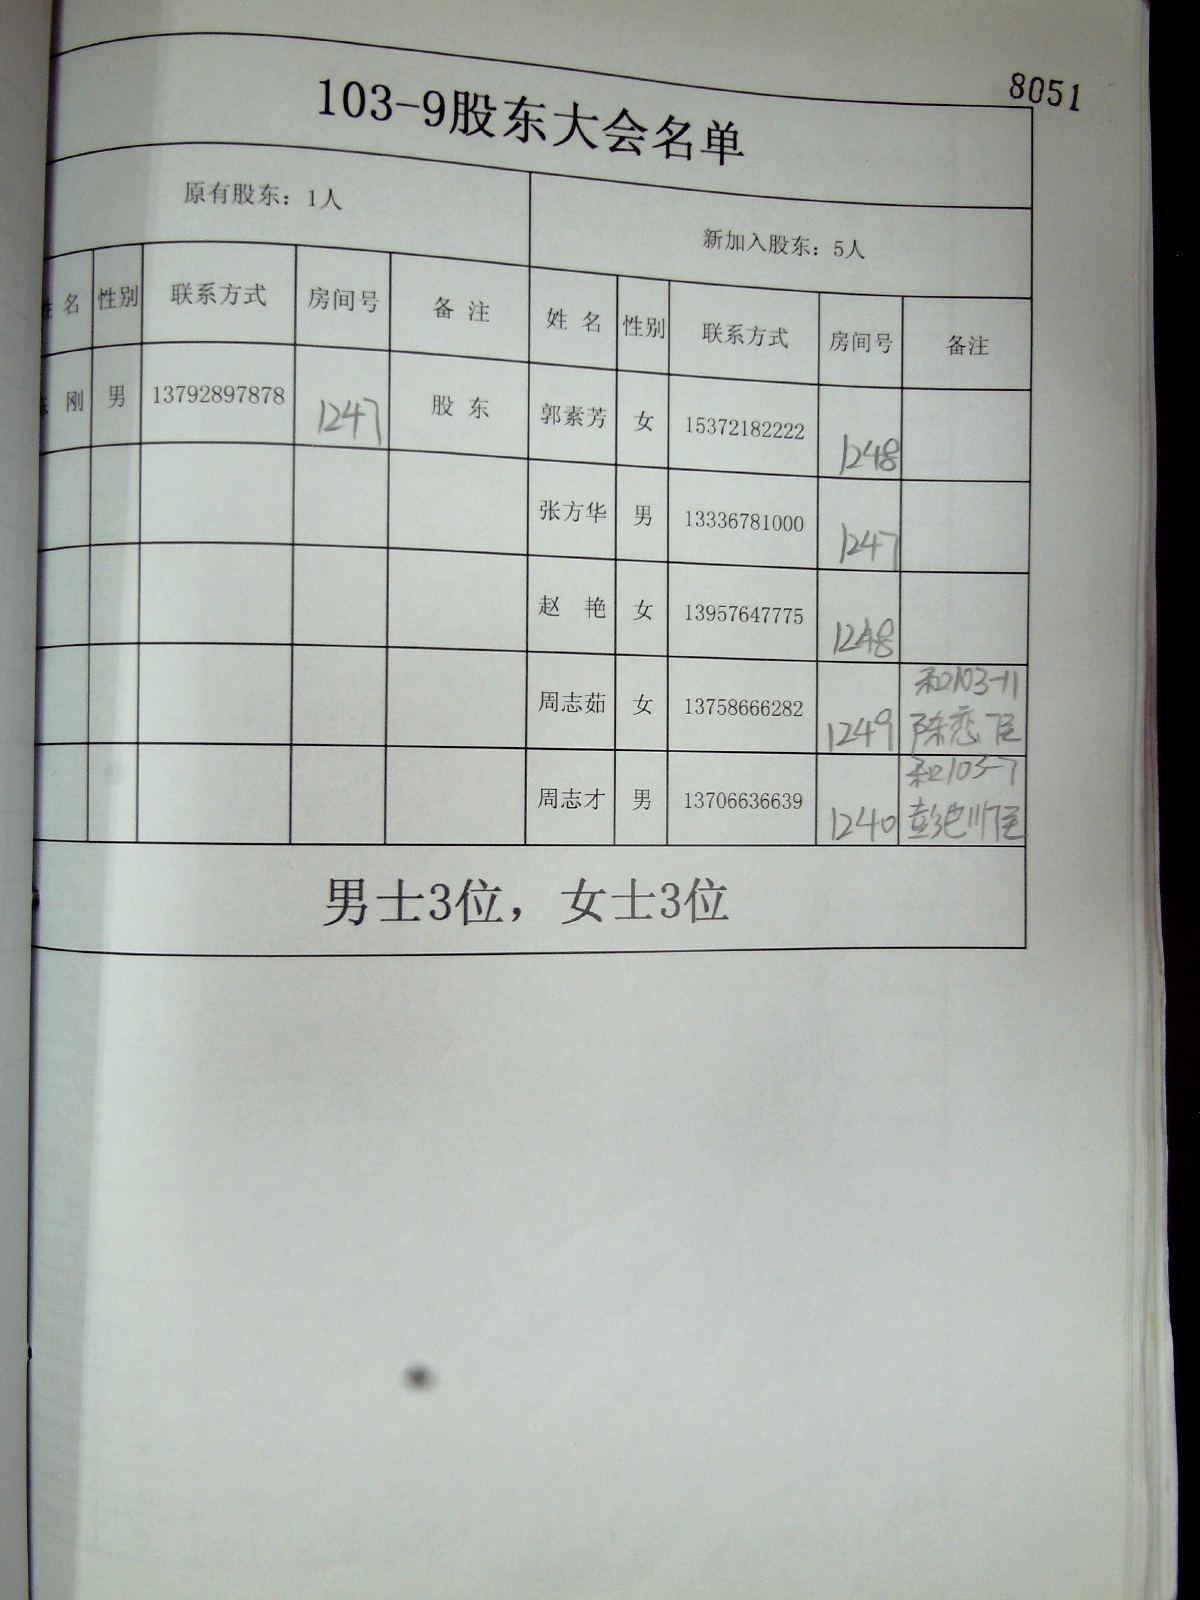 8051
103-9股东大会名单
原有股东：1人 新加入股东：5人
名 性别 联系方式 房间号 备 注 姓 名 性别 联系方式 房间号 备注
刚 男 13792897878 1247 股 东 郭素芳 女 15372182222 1248
张方华 男 13336781000 1247
赵 艳 女 13957647775 1248
周志茹 女 13758666282 1249 和103-11
陈恋 住
周志才 男 13706636639 1240 和103-7
彭 川 住
男士3位，女士3位